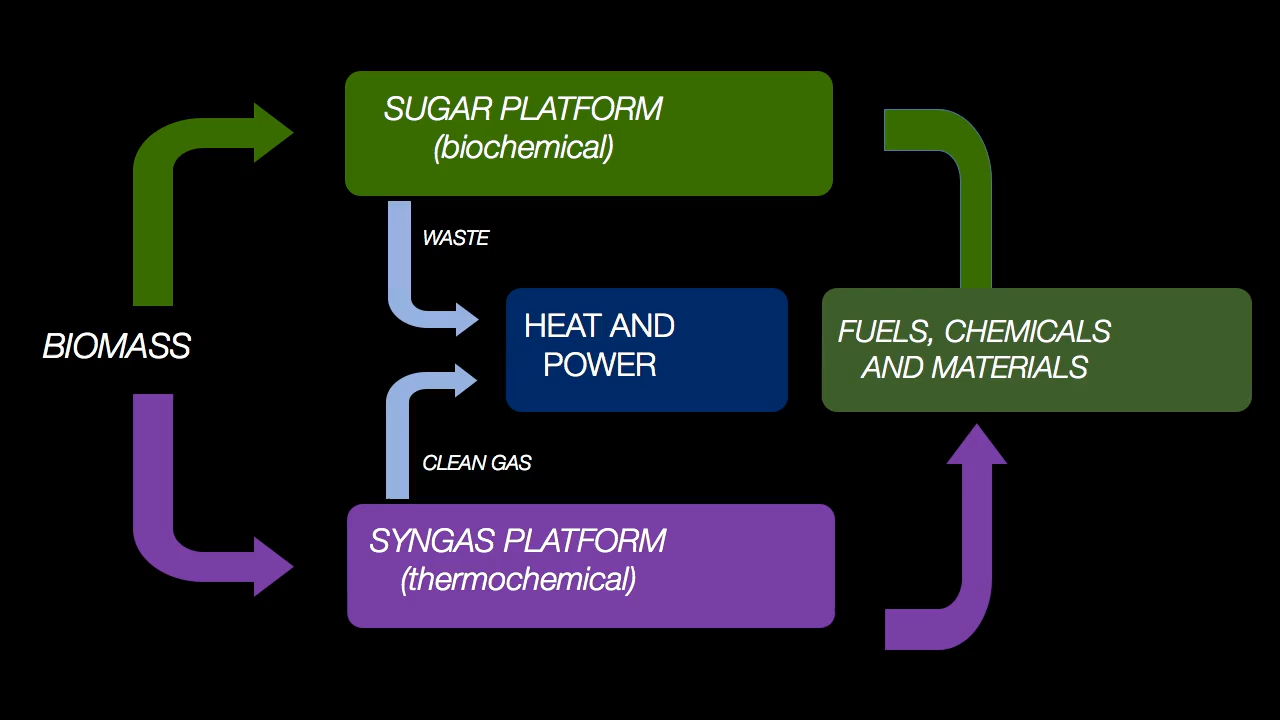 SUGAR PLATFORM
(biochemical)
WASTE
BIOMASS
HEAT AND
POWER
FUELS, CHEMICALS
AND MATERIALS
CLEAN GAS
SYNGAS PLATFORM
(thermochemical)